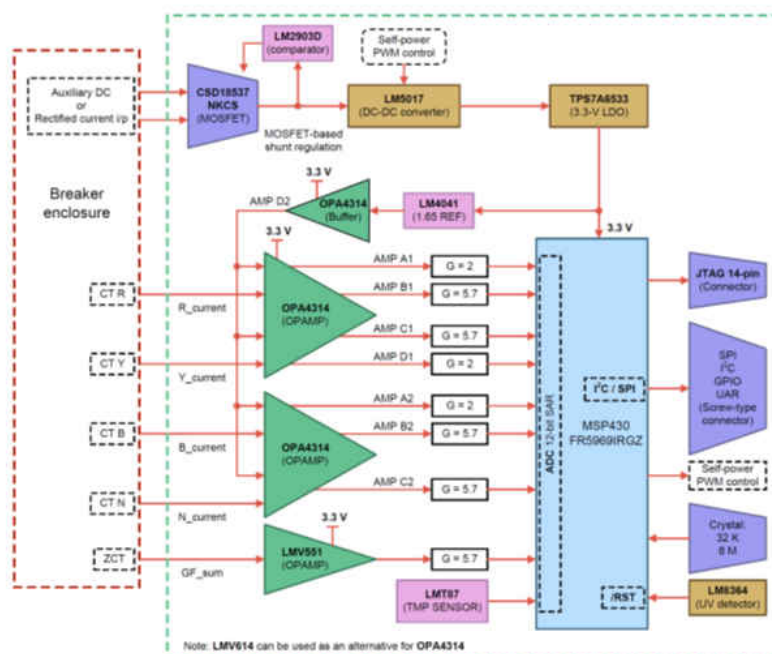 LM2903D
(comparator)
Self-power
PWM control
Auxiliary DC
or
Rectified current i/p
CSD18537
NKCS
(MOSFET)
LM5017
(DC-DC converter)
TPS7A6533
(3.3-V LDO)
MOSFET-based
shunt regulation
Breaker
enclosure
3.3 V
AMP D2
OPA4314
(Buffer)
LM4041
(1.65 REF)
3.3 V
3.3 V
AMP A1
G = 2
JTAG 14-pin
(Connector)
CT R
R_current
OPA4314
(OPAMP)
AMP B1
G = 5.7
AMP C1
G = 5.7
CT Y
Y_current
AMP D1
G = 2
SPI
I²C
GPIO
UAR
(Screw-type
connector)
I²C / SPI
AMP A2
G = 2
ADC 12-bit SAR
MSP430
FR5969IRGZ
CT B
B_current
OPA4314
(OPAMP)
AMP B2
G = 5.7
Self-power
PWM control
AMP C2
G = 5.7
CT N
N_current
3.3 V
Crystal:
32 K
8 M
ZCT
GF_sum
LMV551
(OPAMP)
G = 5.7
LMT87
(TMP SENSOR)
/RST
LM8364
(UV detector)
Note: LMV614 can be used as an alternative for OPA4314